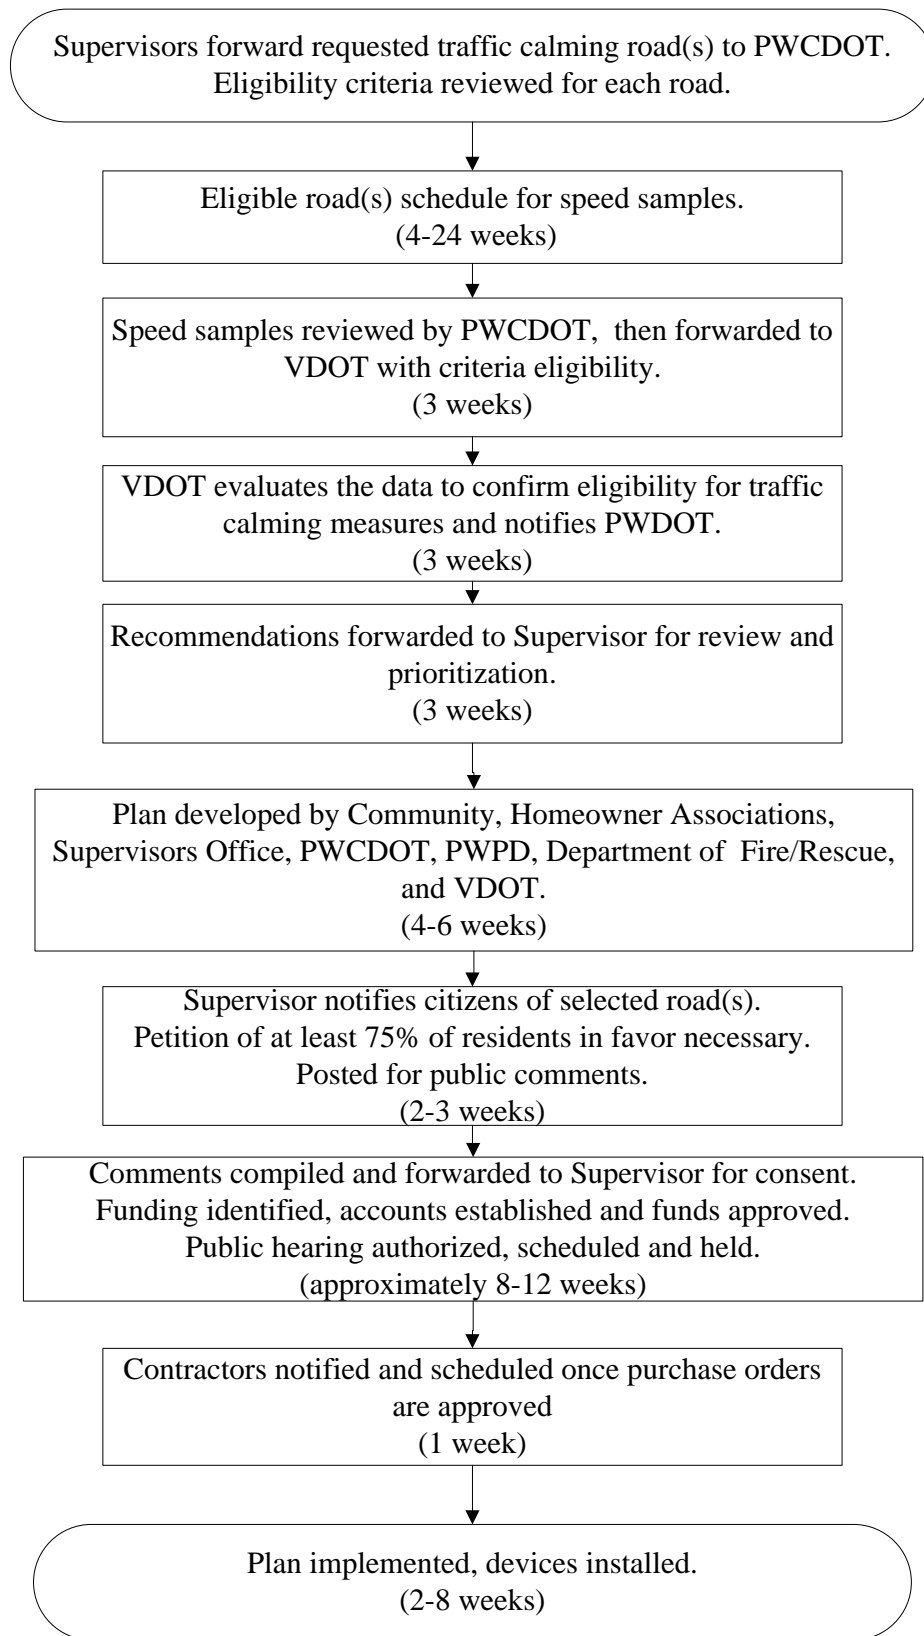 Supervisors forward requested traffic calming road(s) to PWCDOT.
Eligibility criteria reviewed for each road.
Eligible road(s) schedule for speed samples.
(4-24 weeks)
Speed samples reviewed by PWCDOT,  then forwarded to
VDOT with criteria eligibility.
(3 weeks)
VDOT evaluates the data to confirm eligibility for traffic
calming measures and notifies PWDOT.
(3 weeks)
Recommendations forwarded to Supervisor for review and
prioritization.
(3 weeks)
Plan developed by Community, Homeowner Associations,
Supervisors Office, PWCDOT, PWPD, Department of  Fire/Rescue,
and VDOT.
(4-6 weeks)
Supervisor notifies citizens of selected road(s).
Petition of at least 75% of residents in favor necessary.
Posted for public comments.
(2-3 weeks)
Comments compiled and forwarded to Supervisor for consent.
Funding identified, accounts established and funds approved.
Public hearing authorized, scheduled and held.
(approximately 8-12 weeks)
Contractors notified and scheduled once purchase orders
are approved
(1 week)
Plan implemented, devices installed.
(2-8 weeks)